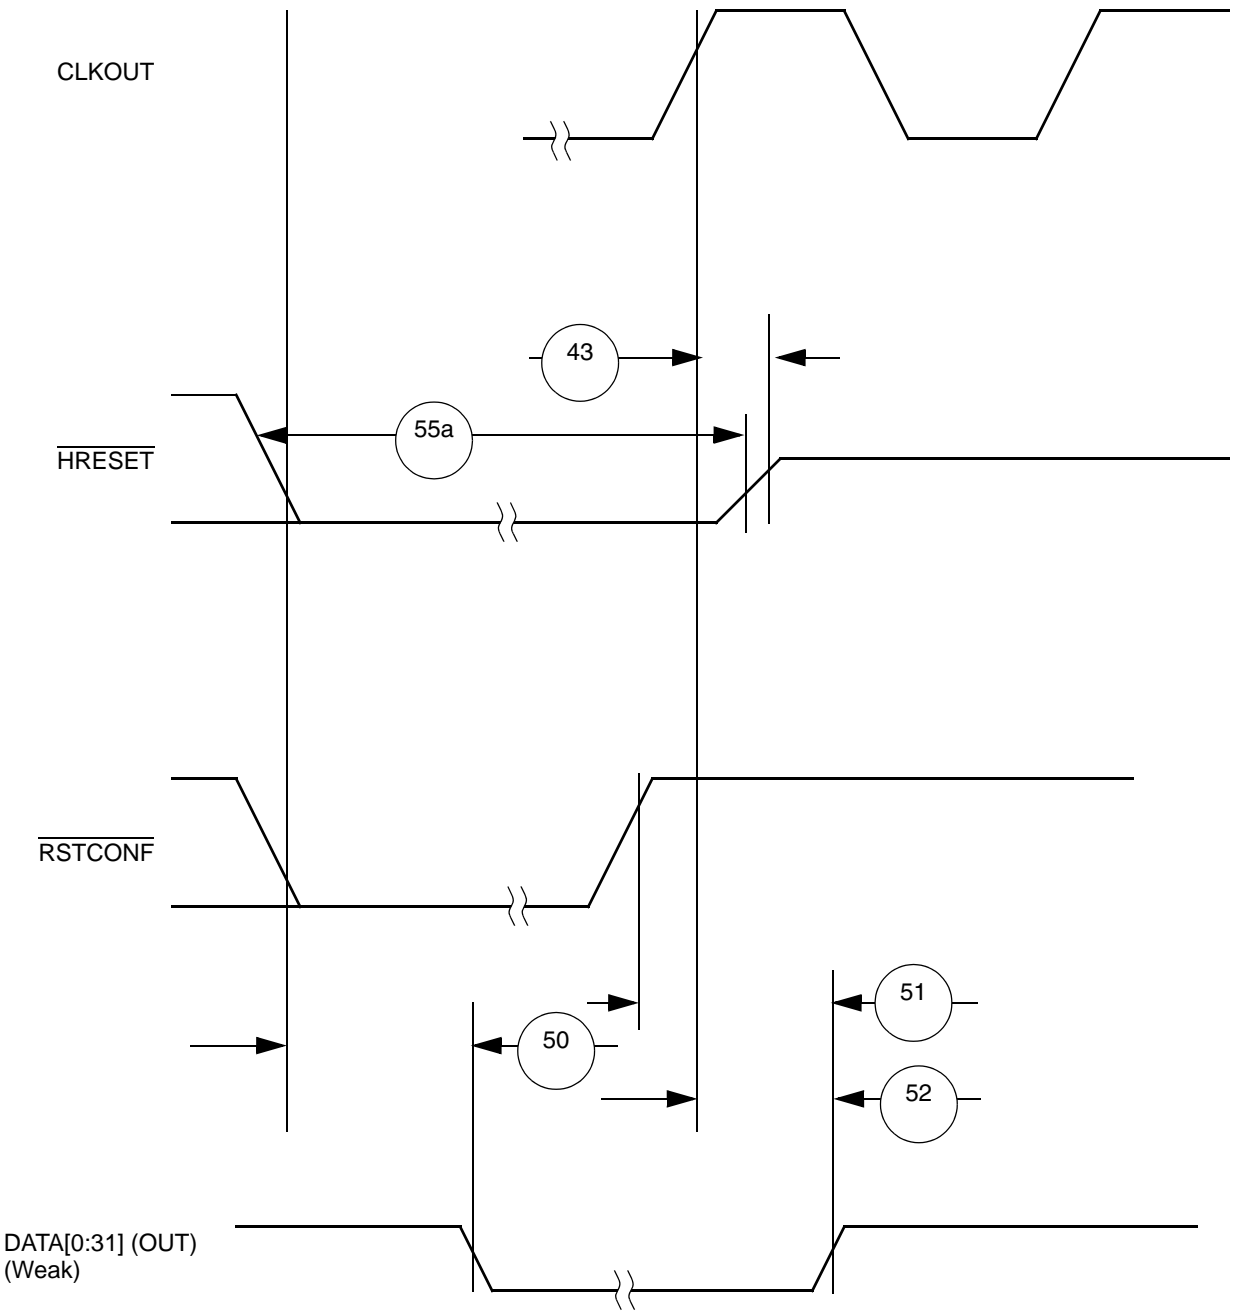 CLKOUT
43
55a
HRESET
RSTCONF
51
50
52
DATA[0:31] (OUT)
(Weak)